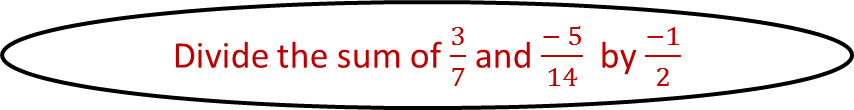 Divide the sum of 3/7 and -5/14 by -1/2